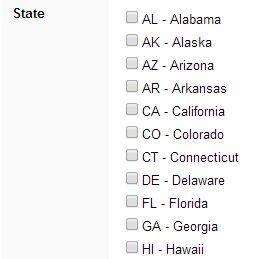 State
AL - Alabama
AK - Alaska
AZ - Arizona
AR - Arkansas
CA - California
CO - Colorado
CT - Connecticut
DE - Delaware
FL - Florida
GA - Georgia
HI - Hawaii